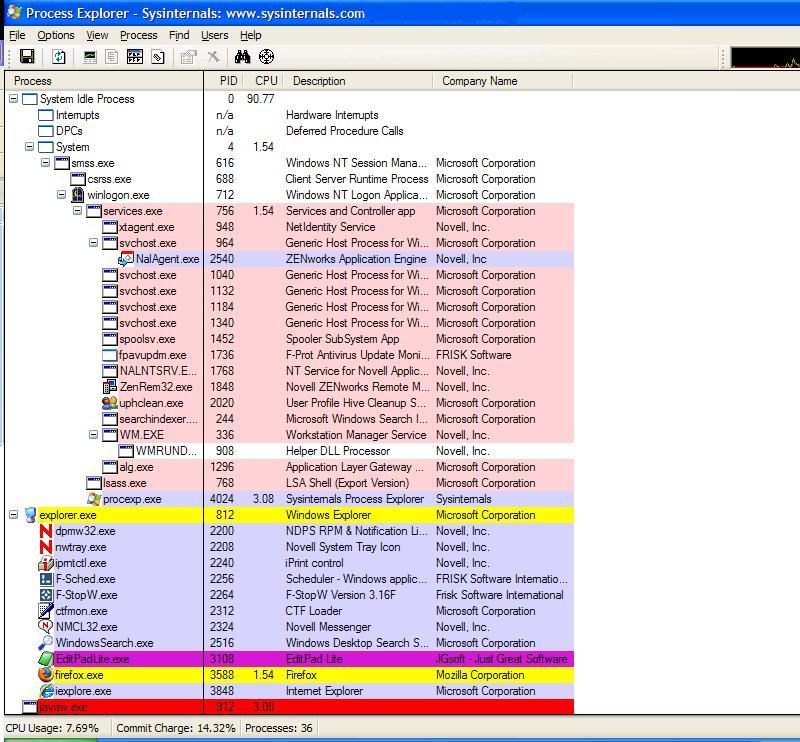 Process Explorer - Sysinternals: www.sysinternals.com
File Options View Process Find Users Help
Process PID CPU Description Company Name
System Idle Process 0 90.77
Interrupts n/a Hardware Interrupts
DPCs n/a Deferred Procedure Calls
System 4 1.54
smss.exe 616 Windows NT Session Mana... Microsoft Corporation
csrss.exe 688 Client Server Runtime Process Microsoft Corporation
winlogon.exe 712 Windows NT Logon Applica... Microsoft Corporation
services.exe 756 1.54 Services and Controller app Microsoft Corporation
xtagent.exe 948 NetIdentity Service Novell, Inc.
svchost.exe 964 Generic Host Process for Wi... Microsoft Corporation
NalAgent.exe 2540 ZENworks Application Engine Novell, Inc
svchost.exe 1040 Generic Host Process for Wi... Microsoft Corporation
svchost.exe 1132 Generic Host Process for Wi... Microsoft Corporation
svchost.exe 1184 Generic Host Process for Wi... Microsoft Corporation
svchost.exe 1340 Generic Host Process for Wi... Microsoft Corporation
spoolsv.exe 1452 Spooler SubSystem App Microsoft Corporation
fpavupdm.exe 1736 F-Prot Antivirus Update Moni... FRISK Software
NALNTSRV.E... 1768 NT Service for Novell Applic... Novell, Inc.
ZenRem32.exe 1848 Novell ZENworks Remote M... Novell, Inc.
uphclean.exe 2020 User Profile Hive Cleanup S... Microsoft Corporation
searchindexer.... 244 Microsoft Windows Search I... Microsoft Corporation
WM.EXE 336 Workstation Manager Service Novell, Inc.
WMRUND... 908 Helper DLL Processor Novell, Inc.
alg.exe 1296 Application Layer Gateway ... Microsoft Corporation
lsass.exe 768 LSA Shell (Export Version) Microsoft Corporation
procexp.exe 4024 3.08 Sysinternals Process Explorer Sysinternals
explorer.exe 812 Windows Explorer Microsoft Corporation
dpmw32.exe 2200 NDPS RPM & Notification Li... Novell, Inc.
nwtray.exe 2208 Novell System Tray Icon Novell, Inc.
ipmtctl.exe 2240 iPrint control Novell, Inc.
F-Sched.exe 2256 Scheduler - Windows applic... FRISK Software Internatio...
F-StopW.exe 2264 F-StopW Version 3.16F Frisk Software International
ctfmon.exe 2312 CTF Loader Microsoft Corporation
NMCL32.exe 2324 Novell Messenger Novell, Inc.
WindowsSearch.exe 2516 Windows Desktop Search S... Microsoft Corporation
EditPadLite.exe 3108 EditPad Lite JGsoft - Just Great Software
firefox.exe 3588 1.54 Firefox Mozilla Corporation
iexplore.exe 3848 Internet Explorer Microsoft Corporation
javaw.exe 912 3.08
CPU Usage: 7.69% Commit Charge: 14.32% Processes: 36